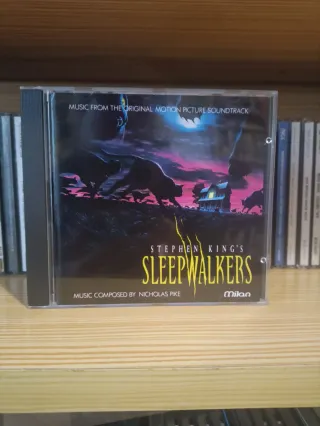 MUSIC FROM THE ORIGINAL MOTION PICTURE SOUNDTRACK
STEPHEN KING'S
SLEEPWALKERS
MUSIC COMPOSED BY NICHOLAS PIKE
milan